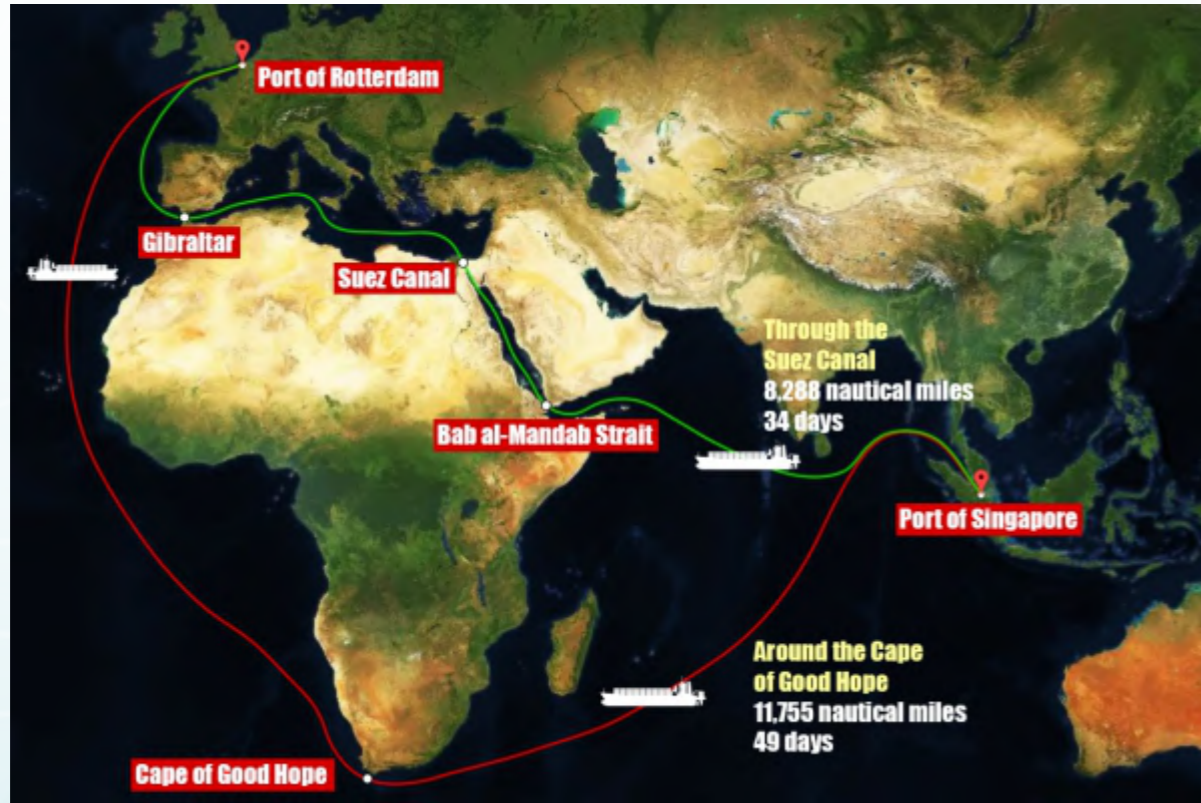 Port of Rotterdam
Gibraltar
Suez Canal
Through the
Suez Canal
8,288 nautical miles
34 days
Bab al-Mandab Strait
Port of Singapore
Around the Cape
of Good Hope
11,755 nautical miles
49 days
Cape of Good Hope